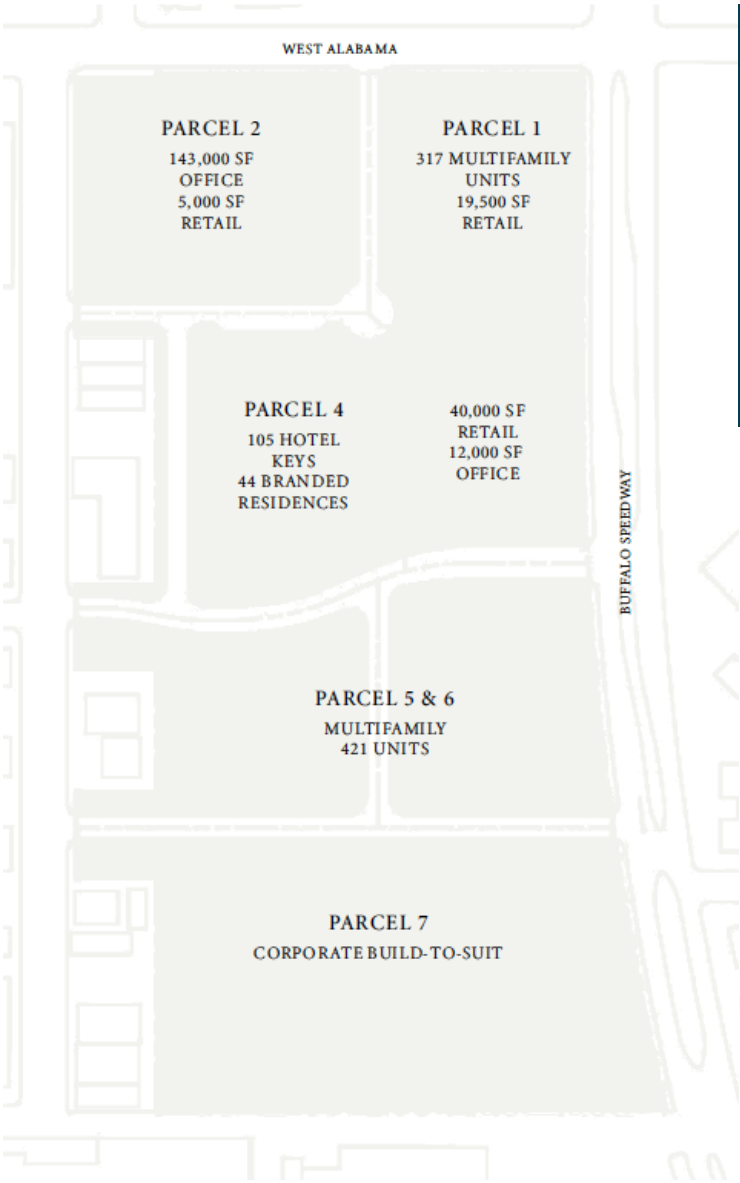 WEST ALABAMA
PARCEL 2
143,000 SF
OFFICE
5,000 SF
RETAIL
PARCEL 1
317 MULTIFAMILY
UNITS
19,500 SF
RETAIL
PARCEL 4
105 HOTEL
KEYS
44 BRANDED
RESIDENCES
40,000 SF
RETAIL
12,000 SF
OFFICE
BUFFALO SPEEDWAY
PARCEL 5 & 6
MULTIFAMILY
421 UNITS
PARCEL 7
CORPORATE BUILD-TO-SUIT